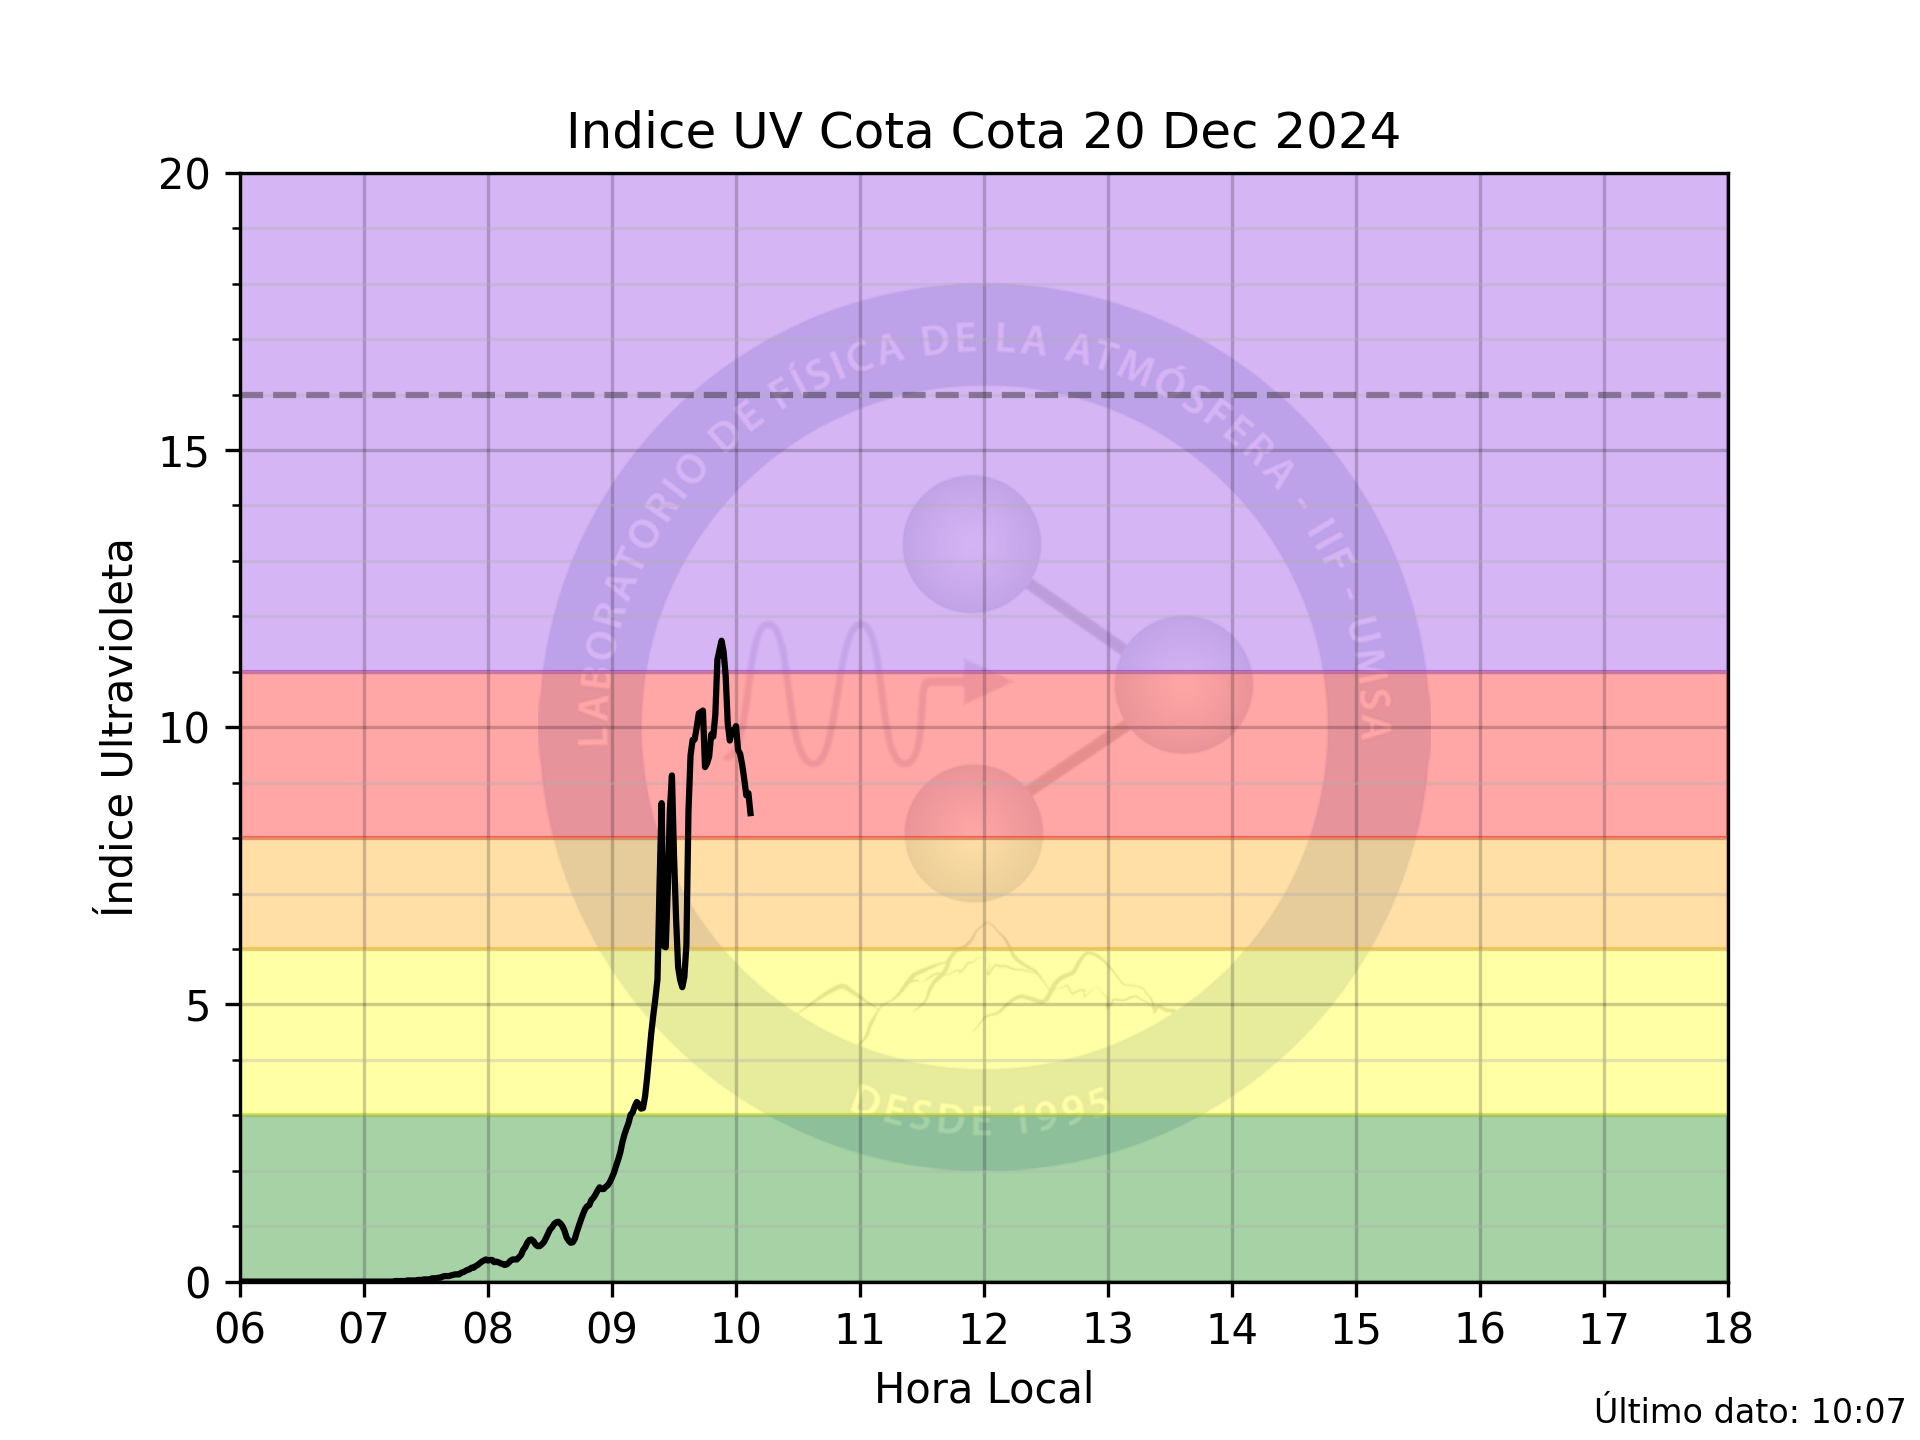 Indice UV Cota Cota 20 Dec 2024
20
15
10
5
0
Índice Ultravioleta
LABORATORIO DE FÍSICA DE LA ATMÓSFERA - IIF - UMSA
DESDE 1995
06 07 08 09 10 11 12 13 14 15 16 17 18
Hora Local
Último dato: 10:07